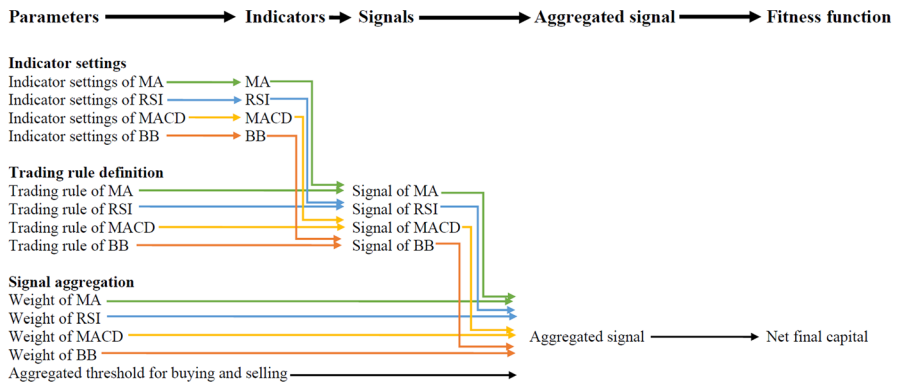 Parameters Indicators Signals Aggregated signal Fitness function
Indicator settings
Indicator settings of MA MA
Indicator settings of RSI RSI
Indicator settings of MACD MACD
Indicator settings of BB BB
Trading rule definition
Trading rule of MA Signal of MA
Trading rule of RSI Signal of RSI
Trading rule of MACD Signal of MACD
Trading rule of BB Signal of BB
Signal aggregation
Weight of MA
Weight of RSI
Weight of MACD Aggregated signal Net final capital
Weight of BB
Aggregated threshold for buying and selling